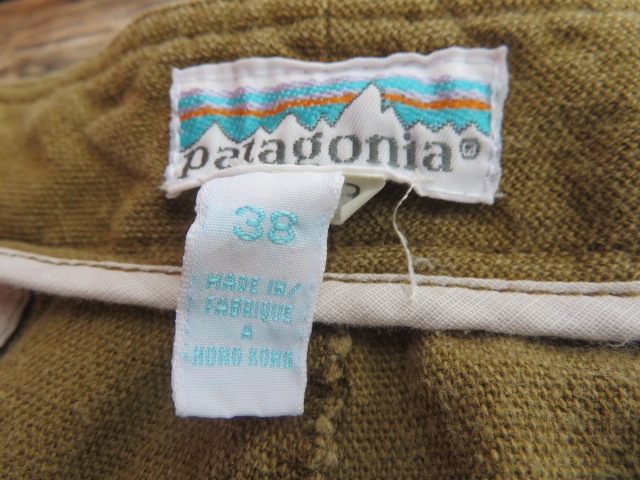 patagonia®
38
MADE IN/
FABRIQUE
A
HONG KONG